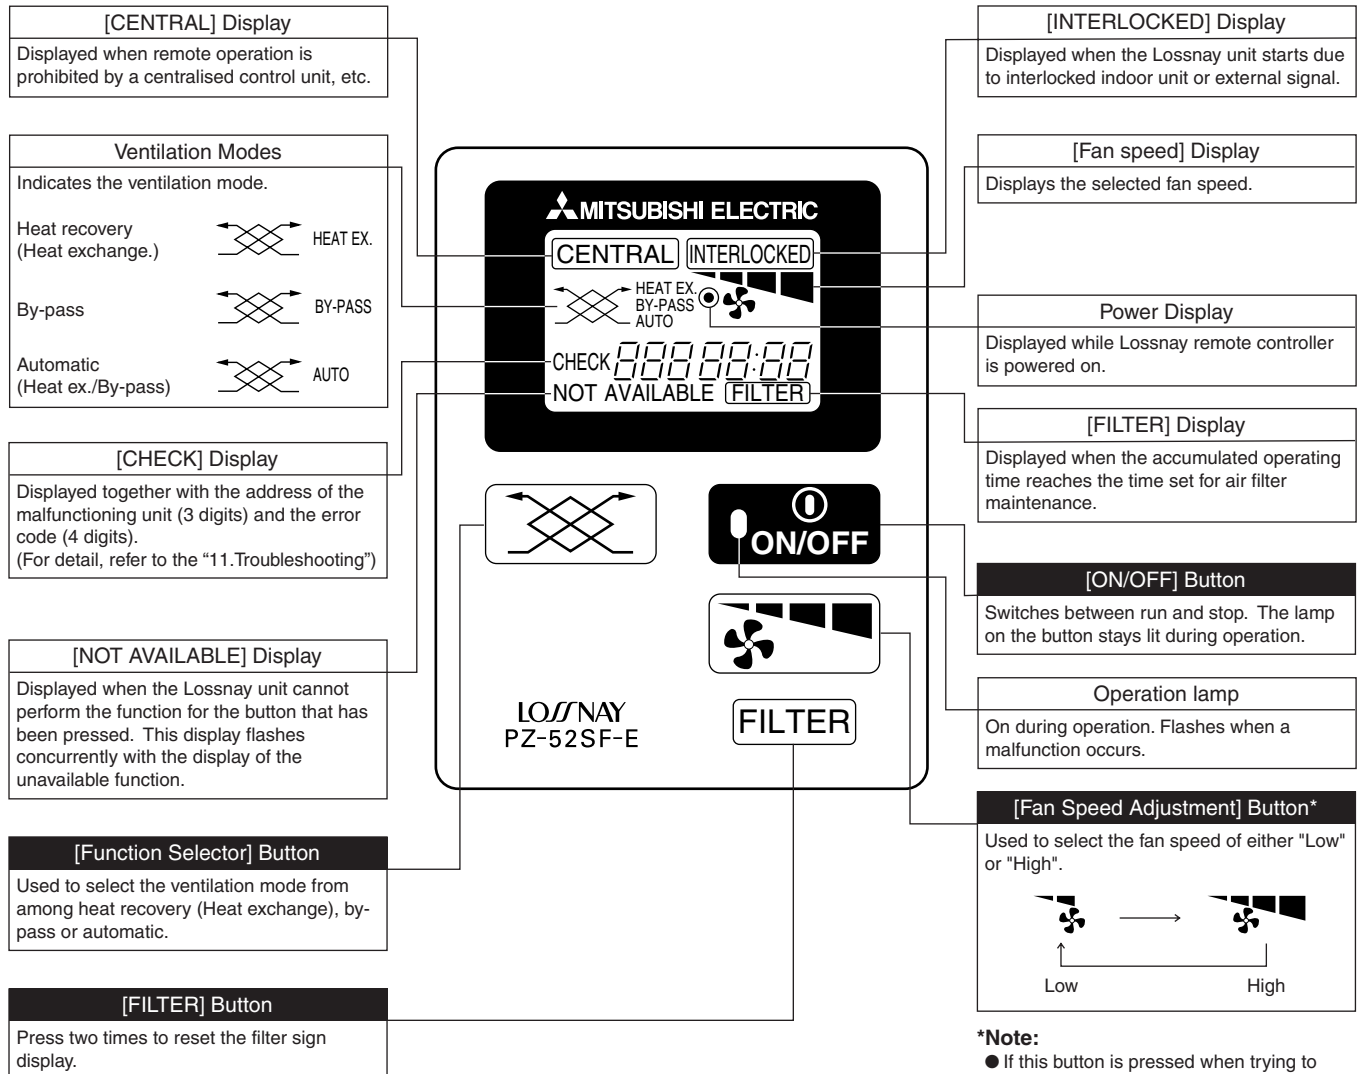 [CENTRAL] Display
Displayed when remote operation is
prohibited by a centralised control unit, etc.
Ventilation Modes
Indicates the ventilation mode.
Heat recovery
(Heat exchange.)
HEAT EX.
By-pass
BY-PASS
Automatic
(Heat ex./By-pass)
AUTO
[CHECK] Display
Displayed together with the address of the
malfunctioning unit (3 digits) and the error
code (4 digits).
(For detail, refer to the “11.Troubleshooting”)
[NOT AVAILABLE] Display
Displayed when the Lossnay unit cannot
perform the function for the button that has
been pressed. This display flashes
concurrently with the display of the
unavailable function.
[Function Selector] Button
Used to select the ventilation mode from
among heat recovery (Heat exchange), by-
pass or automatic.
[FILTER] Button
Press two times to reset the filter sign
display.
MITSUBISHI ELECTRIC
CENTRAL INTERLOCKED
HEAT EX.
BY-PASS
AUTO
CHECK 888 88:88
NOT AVAILABLE FILTER
ON/OFF
LOSSNAY
PZ-52SF-E
FILTER
[INTERLOCKED] Display
Displayed when the Lossnay unit starts due
to interlocked indoor unit or external signal.
[Fan speed] Display
Displays the selected fan speed.
Power Display
Displayed while Lossnay remote controller
is powered on.
[FILTER] Display
Displayed when the accumulated operating
time reaches the time set for air filter
maintenance.
[ON/OFF] Button
Switches between run and stop. The lamp
on the button stays lit during operation.
Operation lamp
On during operation. Flashes when a
malfunction occurs.
[Fan Speed Adjustment] Button*
Used to select the fan speed of either "Low"
or "High".
Low High
*Note:
● If this button is pressed when trying to